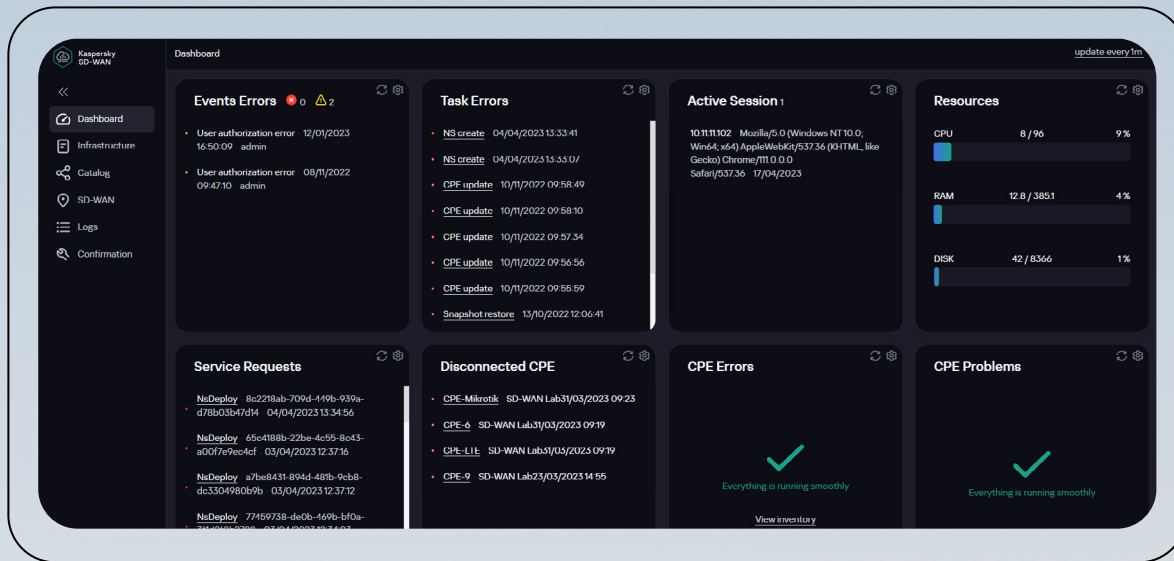 Kaspersky
SD-WAN
Dashboard
update every 1m
Dashboard
Infrastructure
Catalog
SD-WAN
Logs
Confirmation
Events Errors 0 2
User authorization error 12/01/2023
16:50:09 admin
User authorization error 08/11/2022
09:47:10 admin
Task Errors
NS create 04/04/2023 13:33:41
NS create 04/04/2023 13:33:07
CPE update 10/11/2022 09:58:49
CPE update 10/11/2022 09:58:10
CPE update 10/11/2022 09:57:34
CPE update 10/11/2022 09:56:56
CPE update 10/11/2022 09:55:59
Snapshot restore 13/10/2022 12:06:41
Active Session 1
10.11.11.102 Mozilla/5.0 (Windows NT 10.0;
Win64; x64) AppleWebKit/537.36 (KHTML, like
Gecko) Chrome/111.0.0.0
Safari/537.36 17/04/2023
Resources
CPU 8 / 96 9 %
RAM 12.8 / 385.1 4 %
DISK 42 / 8366 1 %
Service Requests
NsDeploy 8c2218ab-709d-449b-939a-
d78b03b47d14 04/04/2023 13:34:56
NsDeploy 65c4188b-22be-4c55-8c43-
a00f7e9ec4cf 03/04/2023 12:37:16
NsDeploy a7be8431-894d-481b-9cb8-
dc3304980b9b 03/04/2023 12:37:12
NsDeploy 77459738-de0b-469b-bf0a-
Disconnected CPE
CPE-Mikrotik SD-WAN Lab31/03/2023 09:23
CPE-6 SD-WAN Lab31/03/2023 09:19
CPE-LTE SD-WAN Lab31/03/2023 09:19
CPE-9 SD-WAN Lab23/03/2023 14:55
CPE Errors
Everything is running smoothly
View inventory
CPE Problems
Everything is running smoothly